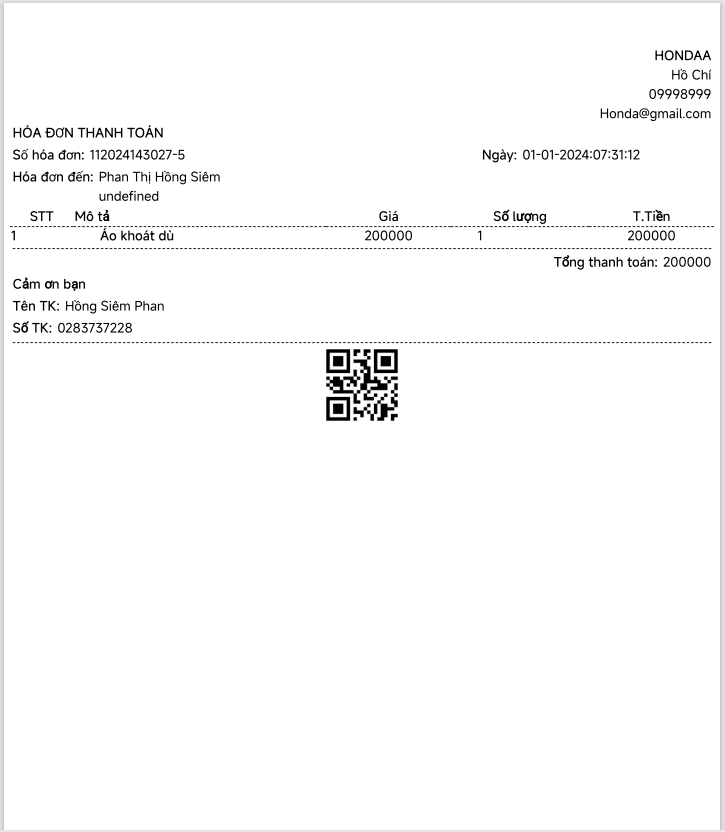 HONDAA
Hồ Chí
09998999
Honda@gmail.com
HÓA ĐƠN THANH TOÁN
Số hóa đơn: 112024143027-5 Ngày: 01-01-2024:07:31:12
Hóa đơn đến: Phan Thị Hồng Siêm
undefined
STT Mô tả Giá Số lượng T.Tiền
1 Áo khoát dù 200000 1 200000
Tổng thanh toán: 200000
Cảm ơn bạn
Tên TK: Hồng Siêm Phan
Số TK: 0283737228